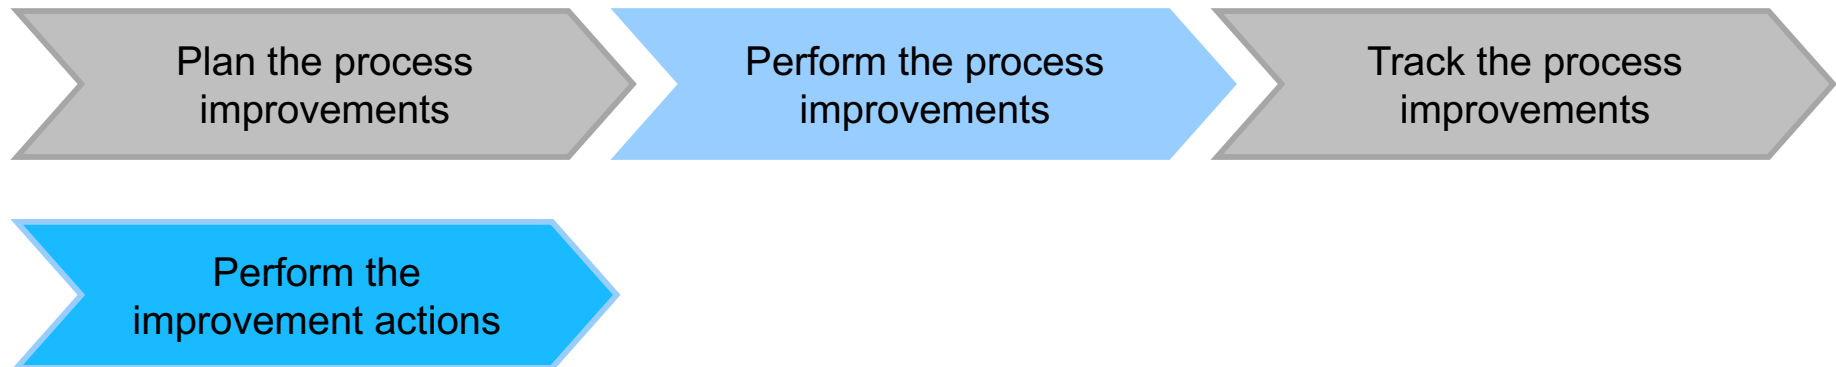 Plan the process
improvements
Perform the process
improvements
Track the process
improvements
Perform the
improvement actions